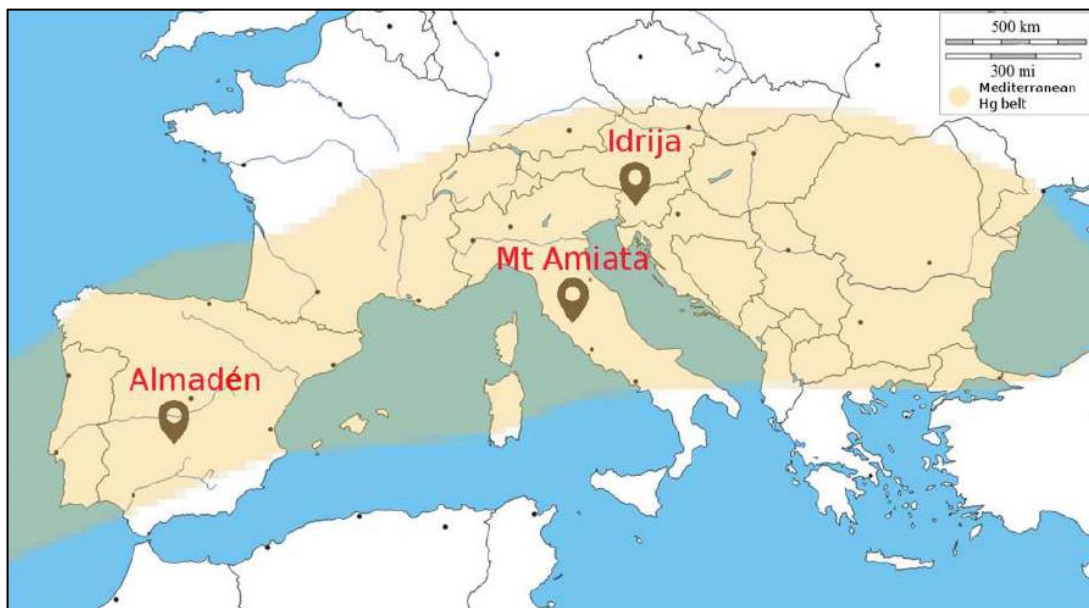 500 km
300 mi
Mediterranean
Hg belt
Idrija
Mt Amiata
Almadén